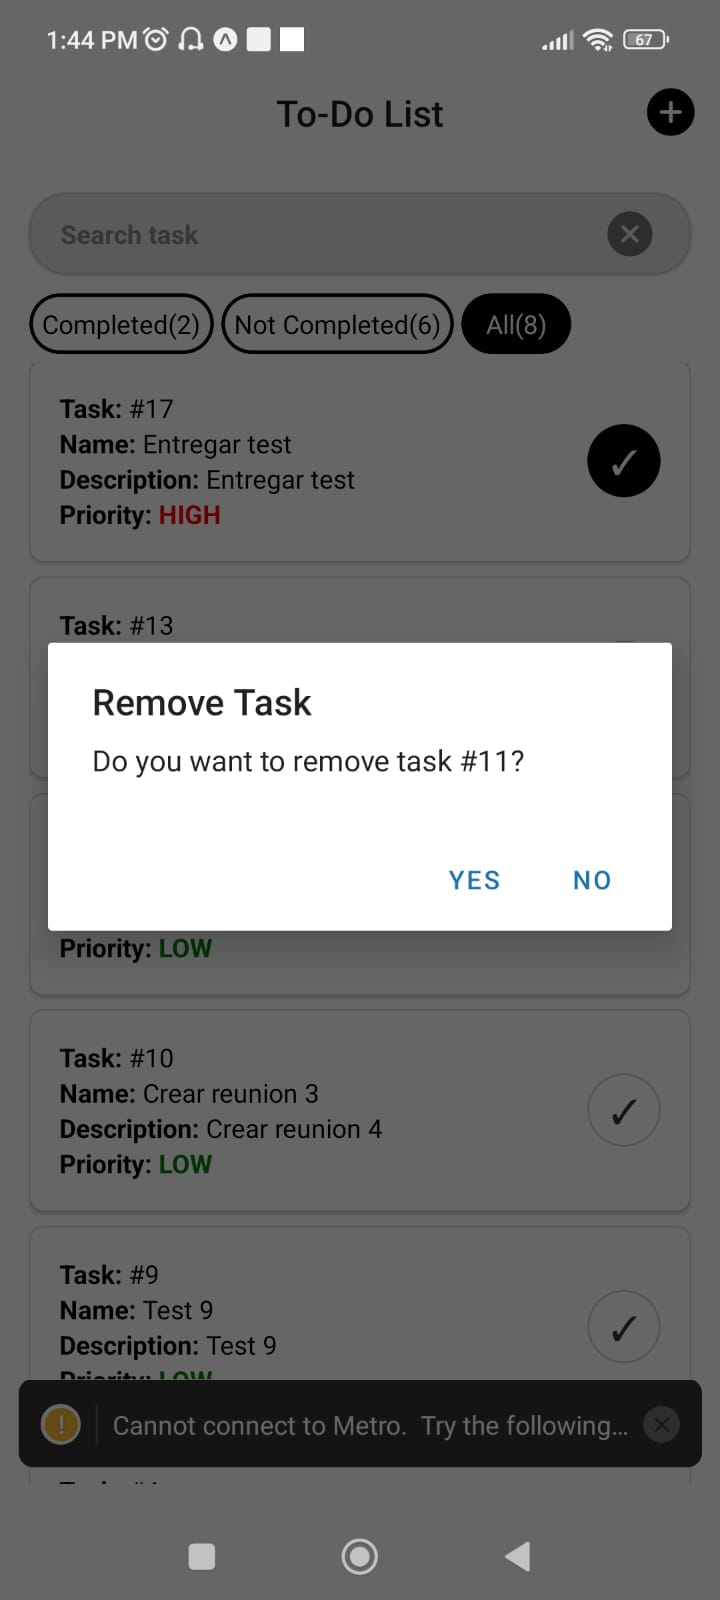 1:44 PM
67
To-Do List
Search task
Completed(2)
Not Completed(6)
All(8)
Task: #17
Name: Entregar test
Description: Entregar test
Priority: HIGH
Task: #13
Remove Task
Do you want to remove task #11?
YES
NO
Priority: LOW
Task: #10
Name: Crear reunion 3
Description: Crear reunion 4
Priority: LOW
Task: #9
Name: Test 9
Description: Test 9
Priority: LOW
Cannot connect to Metro. Try the following...